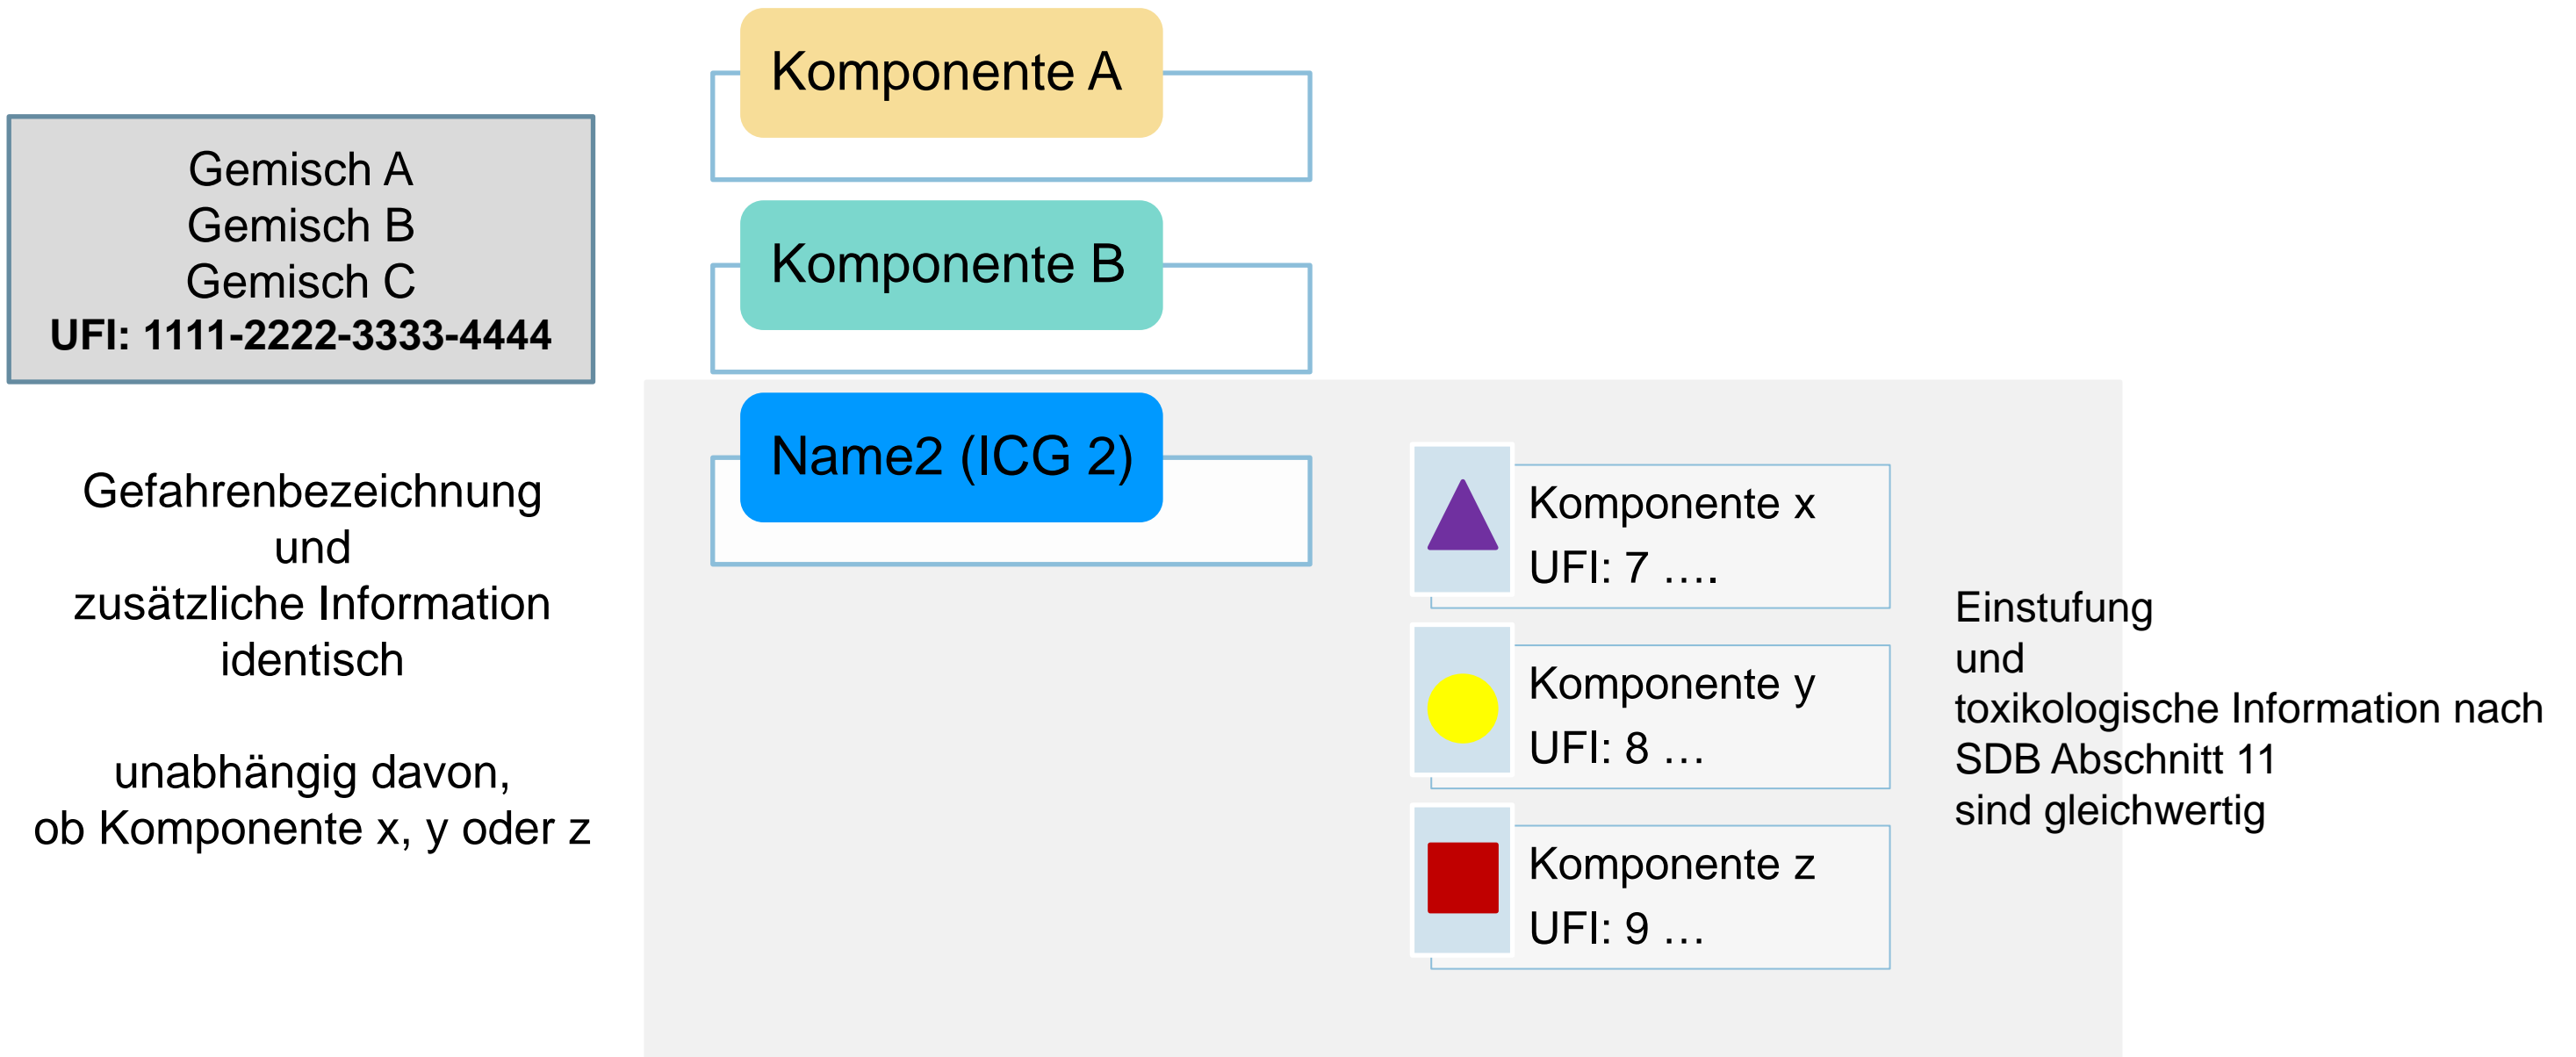 Gemisch A
Gemisch B
Gemisch C
UFI: 1111-2222-3333-4444
Gefahrenbezeichnung
und
zusätzliche Information
identisch
unabhängig davon,
ob Komponente x, y oder z
Komponente A
Komponente B
Name2 (ICG 2)
Komponente x
UFI: 7 ….
Komponente y
UFI: 8 …
Komponente z
UFI: 9 …
Einstufung
und
toxikologische Information nach
SDB Abschnitt 11
sind gleichwertig